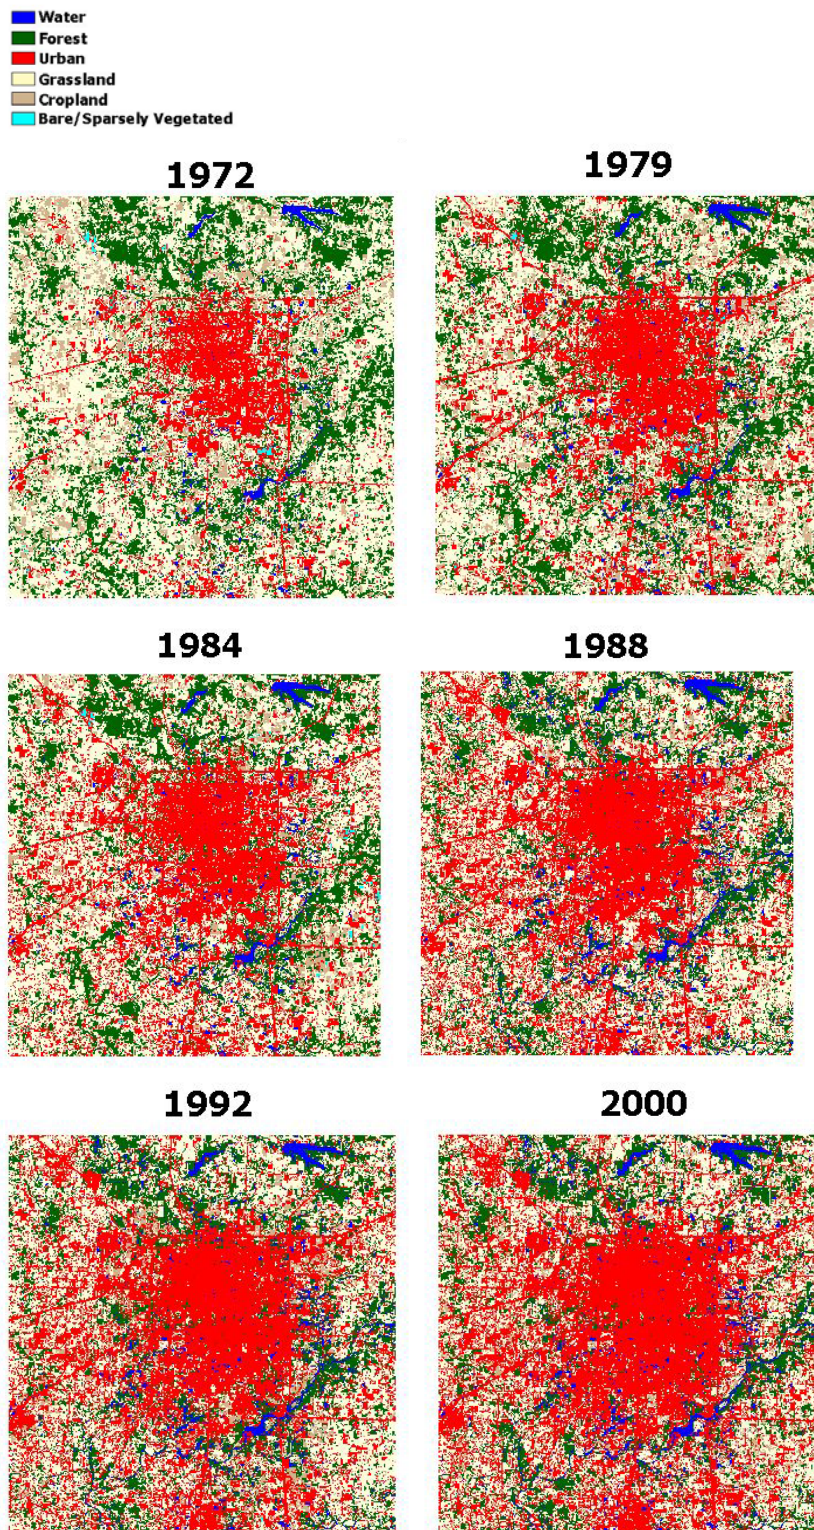 Water
Forest
Urban
Grassland
Cropland
Bare/Sparsely Vegetated
1972
1979
1984
1988
1992
2000